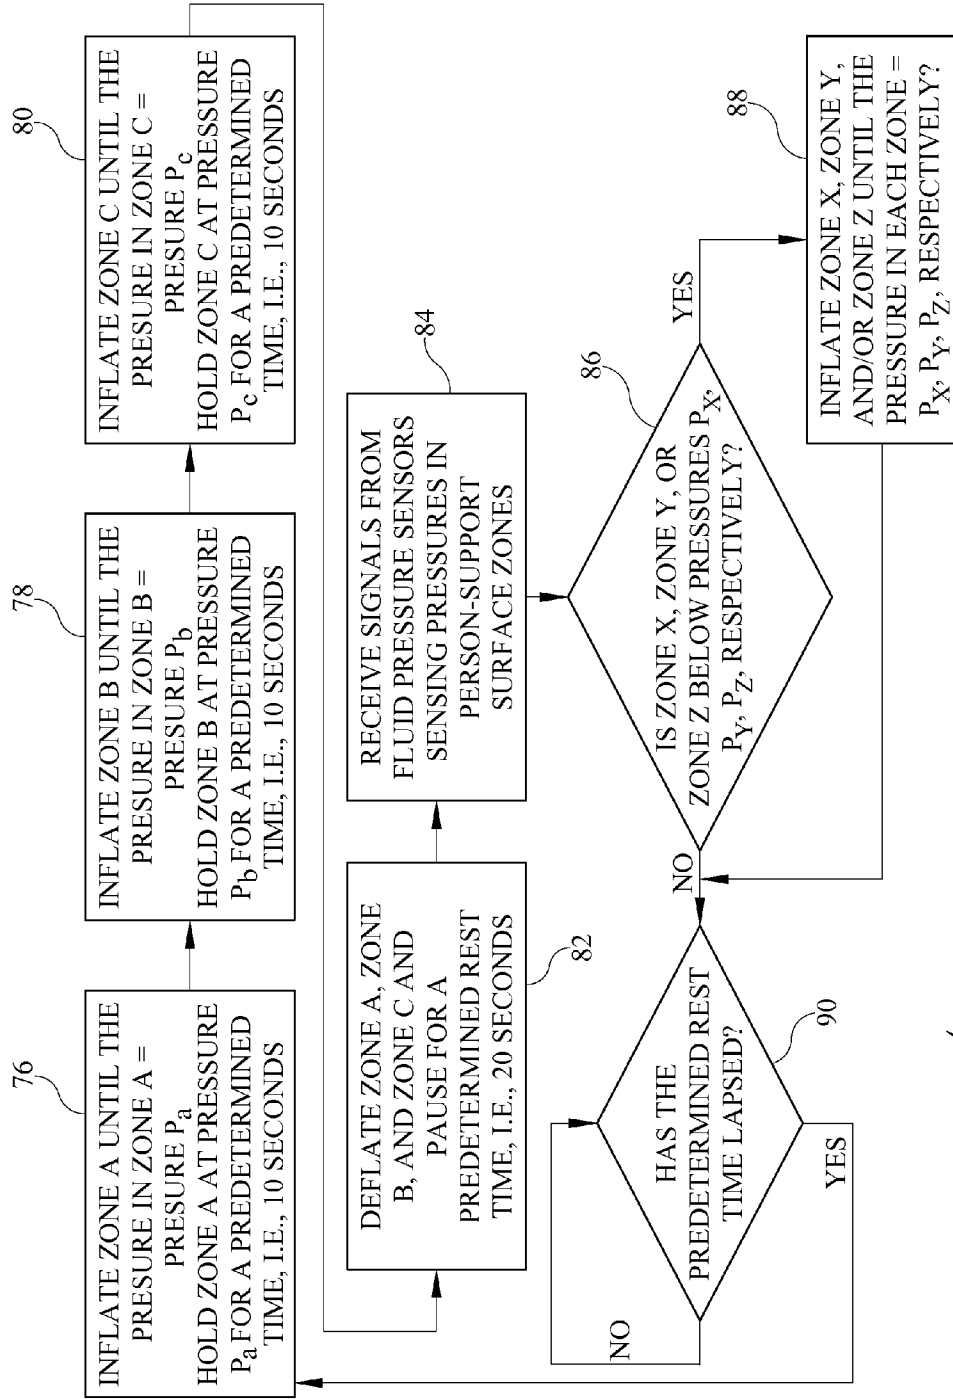 76
INFLATE ZONE A UNTIL THE
PRESURE IN ZONE A =
PRESURE Pa
HOLD ZONE A AT PRESSURE
Pa FOR A PREDETERMINED
TIME, I.E., 10 SECONDS
78
INFLATE ZONE B UNTIL THE
PRESURE IN ZONE B =
PRESURE Pb
HOLD ZONE B AT PRESSURE
Pb FOR A PREDETERMINED
TIME, I.E., 10 SECONDS
80
INFLATE ZONE C UNTIL THE
PRESURE IN ZONE C =
PRESURE Pc
HOLD ZONE C AT PRESSURE
Pc FOR A PREDETERMINED
TIME, I.E., 10 SECONDS
DEFLATE ZONE A, ZONE
B, AND ZONE C AND
PAUSE FOR A
PREDETERMINED REST
TIME, I.E., 20 SECONDS
82
RECEIVE SIGNALS FROM
FLUID PRESSURE SENSORS
SENSING PRESSURES IN
PERSON-SUPPORT
SURFACE ZONES
84
86
IS ZONE X, ZONE Y, OR
ZONE Z BELOW PRESSURES PX,
PY, PZ, RESPECTIVELY?
YES
NO
88
INFLATE ZONE X, ZONE Y,
AND/OR ZONE Z UNTIL THE
PRESSURE IN EACH ZONE =
PX, PY, PZ, RESPECTIVELY?
HAS THE
PREDETERMINED REST
TIME LAPSED?
90
NO
YES